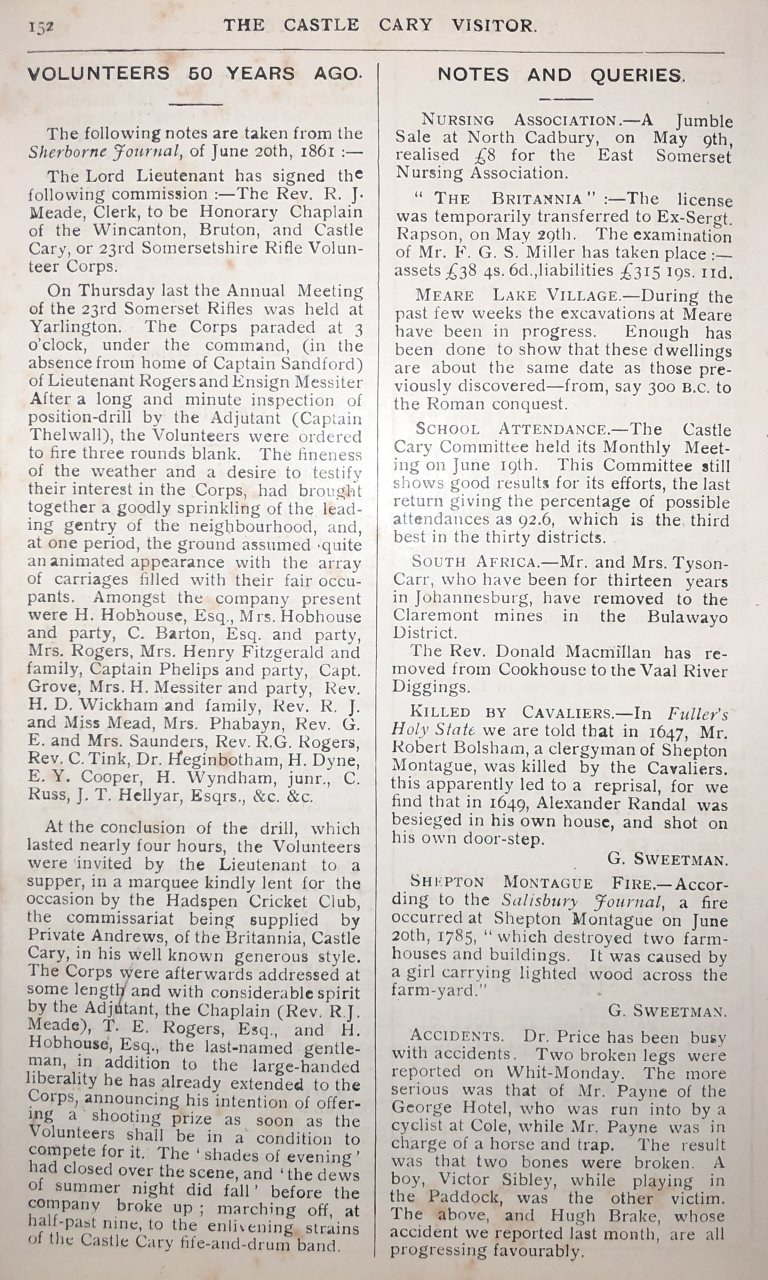 152
THE CASTLE CARY VISITOR.
VOLUNTEERS 50 YEARS AGO.
The following notes are taken from the
Sherborne Journal, of June 20th, 1861 :—
The Lord Lieutenant has signed the
following commission :—The Rev. R. J.
Meade, Clerk, to be Honorary Chaplain
of the Wincanton, Bruton, and Castle
Cary, or 23rd Somersetshire Rifle Volun-
teer Corps.
On Thursday last the Annual Meeting
of the 23rd Somerset Rifles was held at
Yarlington. The Corps paraded at 3
o'clock, under the command, (in the
absence from home of Captain Sandford)
of Lieutenant Rogers and Ensign Messiter
After a long and minute inspection of
position-drill by the Adjutant (Captain
Thelwall), the Volunteers were ordered
to fire three rounds blank. The fineness
of the weather and a desire to testify
their interest in the Corps, had brought
together a goodly sprinkling of the lead-
ing gentry of the neighbourhood, and,
at one period, the ground assumed quite
an animated appearance with the array
of carriages filled with their fair occu-
pants. Amongst the company present
were H. Hobhouse, Esq., Mrs. Hobhouse
and party, C. Barton, Esq. and party,
Mrs. Rogers, Mrs. Henry Fitzgerald and
family, Captain Phelips and party, Capt.
Grove, Mrs. H. Messiter and party, Rev.
H. D. Wickham and family, Rev. R. J.
and Miss Mead, Mrs. Phabayn, Rev. G.
E. and Mrs. Saunders, Rev. R.G. Rogers,
Rev. C. Tink, Dr. Heginbotham, H. Dyne,
E. Y. Cooper, H. Wyndham, junr., C.
Russ, J. T. Hellyar, Esqrs., &c. &c.
At the conclusion of the drill, which
lasted nearly four hours, the Volunteers
were invited by the Lieutenant to a
supper, in a marquee kindly lent for the
occasion by the Hadspen Cricket Club,
the commissariat being supplied by
Private Andrews, of the Britannia, Castle
Cary, in his well known generous style.
The Corps were afterwards addressed at
some length and with considerable spirit
by the Adjutant, the Chaplain (Rev. R.J.
Meade), T. E. Rogers, Esq., and H.
Hobhouse, Esq., the last-named gentle-
man, in addition to the large-handed
liberality he has already extended to the
Corps, announcing his intention of offer-
ing a shooting prize as soon as the
Volunteers shall be in a condition to
compete for it. The 'shades of evening'
had closed over the scene, and 'the dews
of summer night did fall' before the
company broke up ; marching off, at
half-past nine, to the enlivening strains
of the Castle Cary fife-and-drum band.
NOTES AND QUERIES.
NURSING ASSOCIATION.—A Jumble
Sale at North Cadbury, on May 9th,
realised £8 for the East Somerset
Nursing Association.
" THE BRITANNIA " :—The license
was temporarily transferred to Ex-Sergt.
Rapson, on May 29th. The examination
of Mr. F. G. S. Miller has taken place :—
assets £38 4s. 6d., liabilities £315 19s. 11d.
MEARE LAKE VILLAGE.—During the
past few weeks the excavations at Meare
have been in progress. Enough has
been done to show that these dwellings
are about the same date as those pre-
viously discovered—from, say 300 B.C. to
the Roman conquest.
SCHOOL ATTENDANCE.—The Castle
Cary Committee held its Monthly Meet-
ing on June 19th. This Committee still
shows good results for its efforts, the last
return giving the percentage of possible
attendances as 92.6, which is the third
best in the thirty districts.
SOUTH AFRICA.—Mr. and Mrs. Tyson-
Carr, who have been for thirteen years
in Johannesburg, have removed to the
Claremont mines in the Bulawayo
District.
The Rev. Donald Macmillan has re-
moved from Cookhouse to the Vaal River
Diggings.
KILLED BY CAVALIERS.—In Fuller's
Holy State we are told that in 1647, Mr.
Robert Bolsham, a clergyman of Shepton
Montague, was killed by the Cavaliers.
this apparently led to a reprisal, for we
find that in 1649, Alexander Randal was
besieged in his own house, and shot on
his own door-step.
G. SWEETMAN.
SHEPTON MONTAGUE FIRE.—Accor-
ding to the Salisbury Journal, a fire
occurred at Shepton Montague on June
20th, 1785, " which destroyed two farm-
houses and buildings. It was caused by
a girl carrying lighted wood across the
farm-yard."
G. SWEETMAN.
ACCIDENTS. Dr. Price has been busy
with accidents. Two broken legs were
reported on Whit-Monday. The more
serious was that of Mr. Payne of the
George Hotel, who was run into by a
cyclist at Cole, while Mr. Payne was in
charge of a horse and trap. The result
was that two bones were broken. A
boy, Victor Sibley, while playing in
the Paddock, was the other victim.
The above, and Hugh Brake, whose
accident we reported last month, are all
progressing favourably.